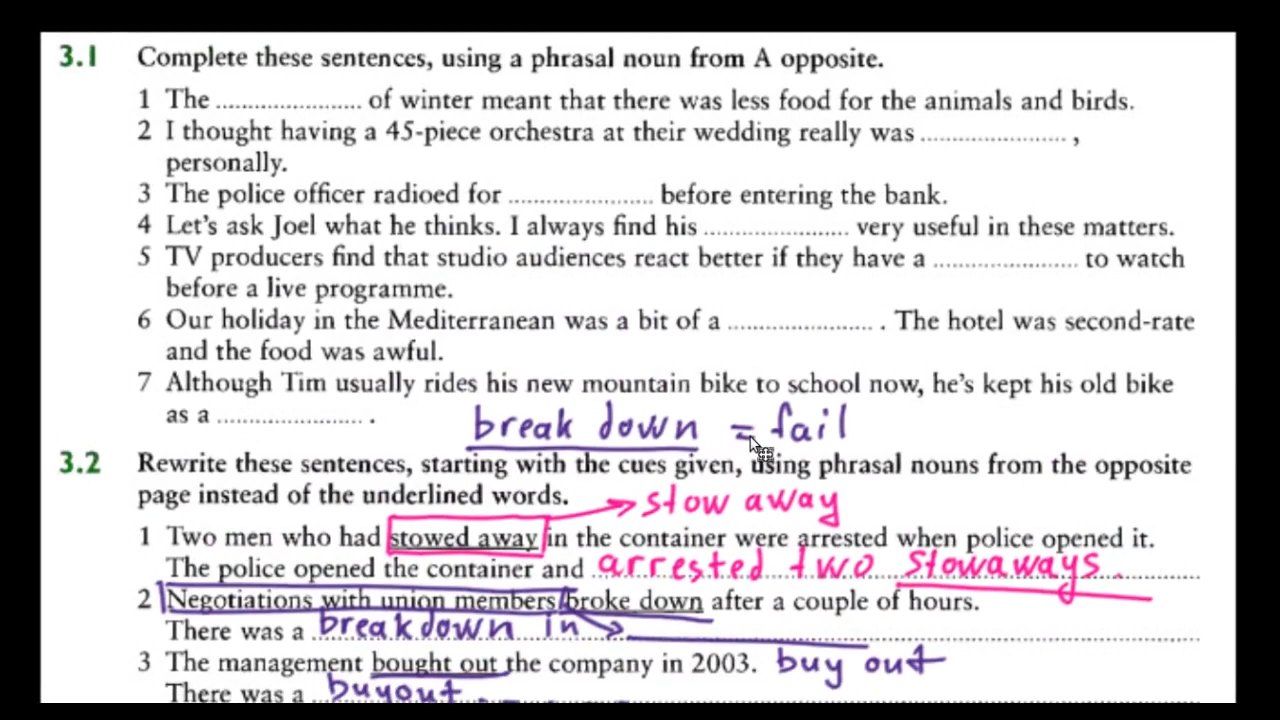 3.1 Complete these sentences, using a phrasal noun from A opposite.
1 The ..................... of winter meant that there was less food for the animals and birds.
2 I thought having a 45-piece orchestra at their wedding really was ..................... ,
personally.
3 The police officer radioed for ..................... before entering the bank.
4 Let's ask Joel what he thinks. I always find his ..................... very useful in these matters.
5 TV producers find that studio audiences react better if they have a ..................... to watch
before a live programme.
6 Our holiday in the Mediterranean was a bit of a ..................... . The hotel was second-rate
and the food was awful.
7 Although Tim usually rides his new mountain bike to school now, he's kept his old bike
as a ..................... .
break down = fail
3.2 Rewrite these sentences, starting with the cues given, using phrasal nouns from the opposite
page instead of the underlined words.
→ stow away
1 Two men who had stowed away in the container were arrested when police opened it.
The police opened the container and arrested two stowaways.
2 Negotiations with union members broke down after a couple of hours.
There was a breakdown in →
3 The management bought out the company in 2003. buy out
There was a buyout